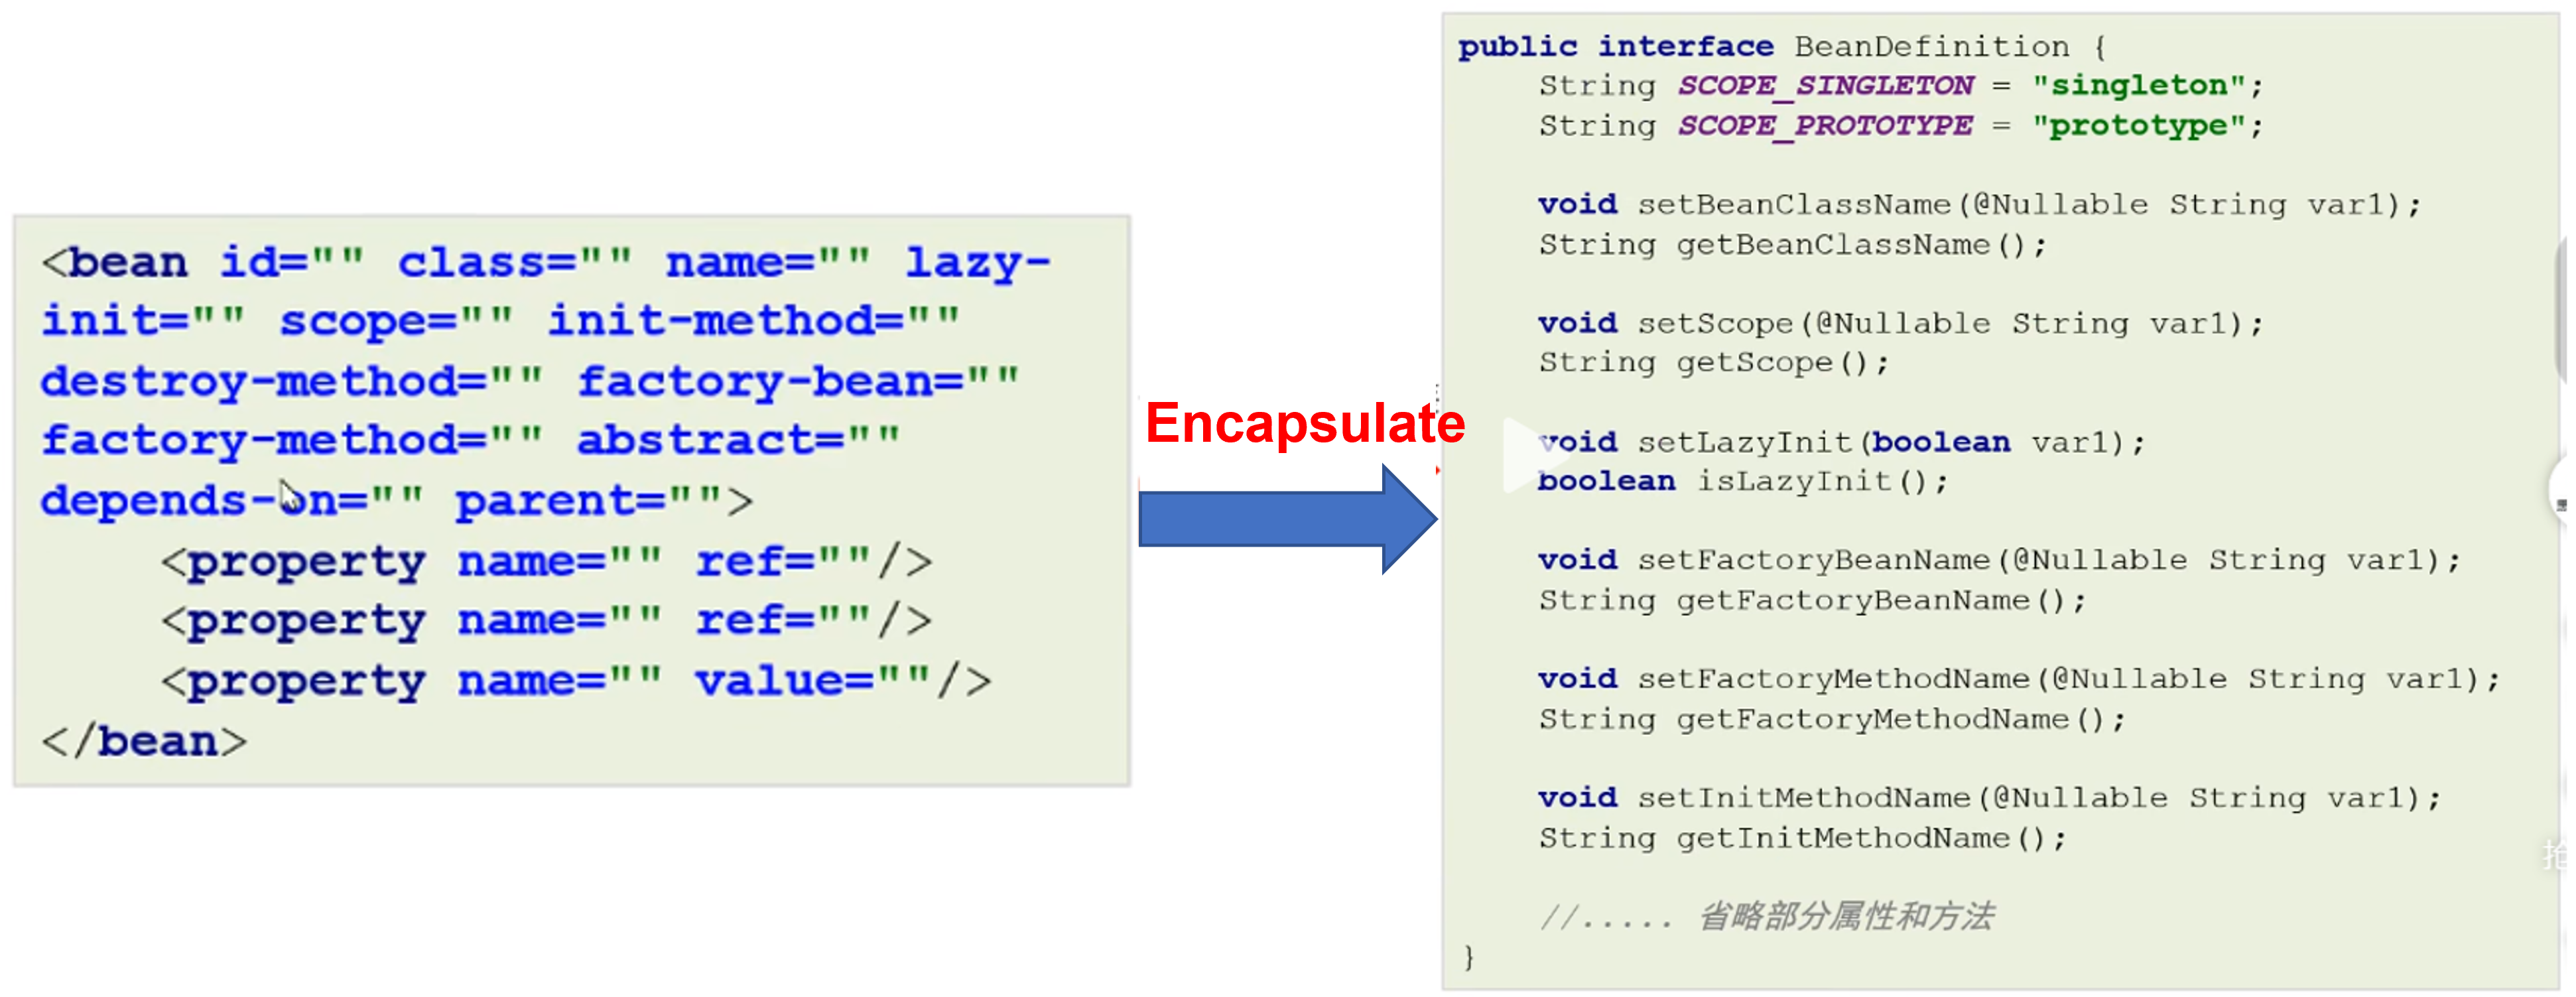 <bean id="" class="" name="" lazy-
init="" scope="" init-method=""
destroy-method="" factory-bean=""
factory-method="" abstract=""
depends-on="" parent="">
<property name="" ref=""/>
<property name="" ref=""/>
<property name="" value=""/>
</bean>
Encapsulate
public interface BeanDefinition {
String SCOPE_SINGLETON = "singleton";
String SCOPE_PROTOTYPE = "prototype";
void setBeanClassName(@Nullable String var1);
String getBeanClassName();
void setScope(@Nullable String var1);
String getScope();
void setLazyInit(boolean var1);
boolean isLazyInit();
void setFactoryBeanName(@Nullable String var1);
String getFactoryBeanName();
void setFactoryMethodName(@Nullable String var1);
String getFactoryMethodName();
void setInitMethodName(@Nullable String var1);
String getInitMethodName();
//..... 省略部分属性和方法
}